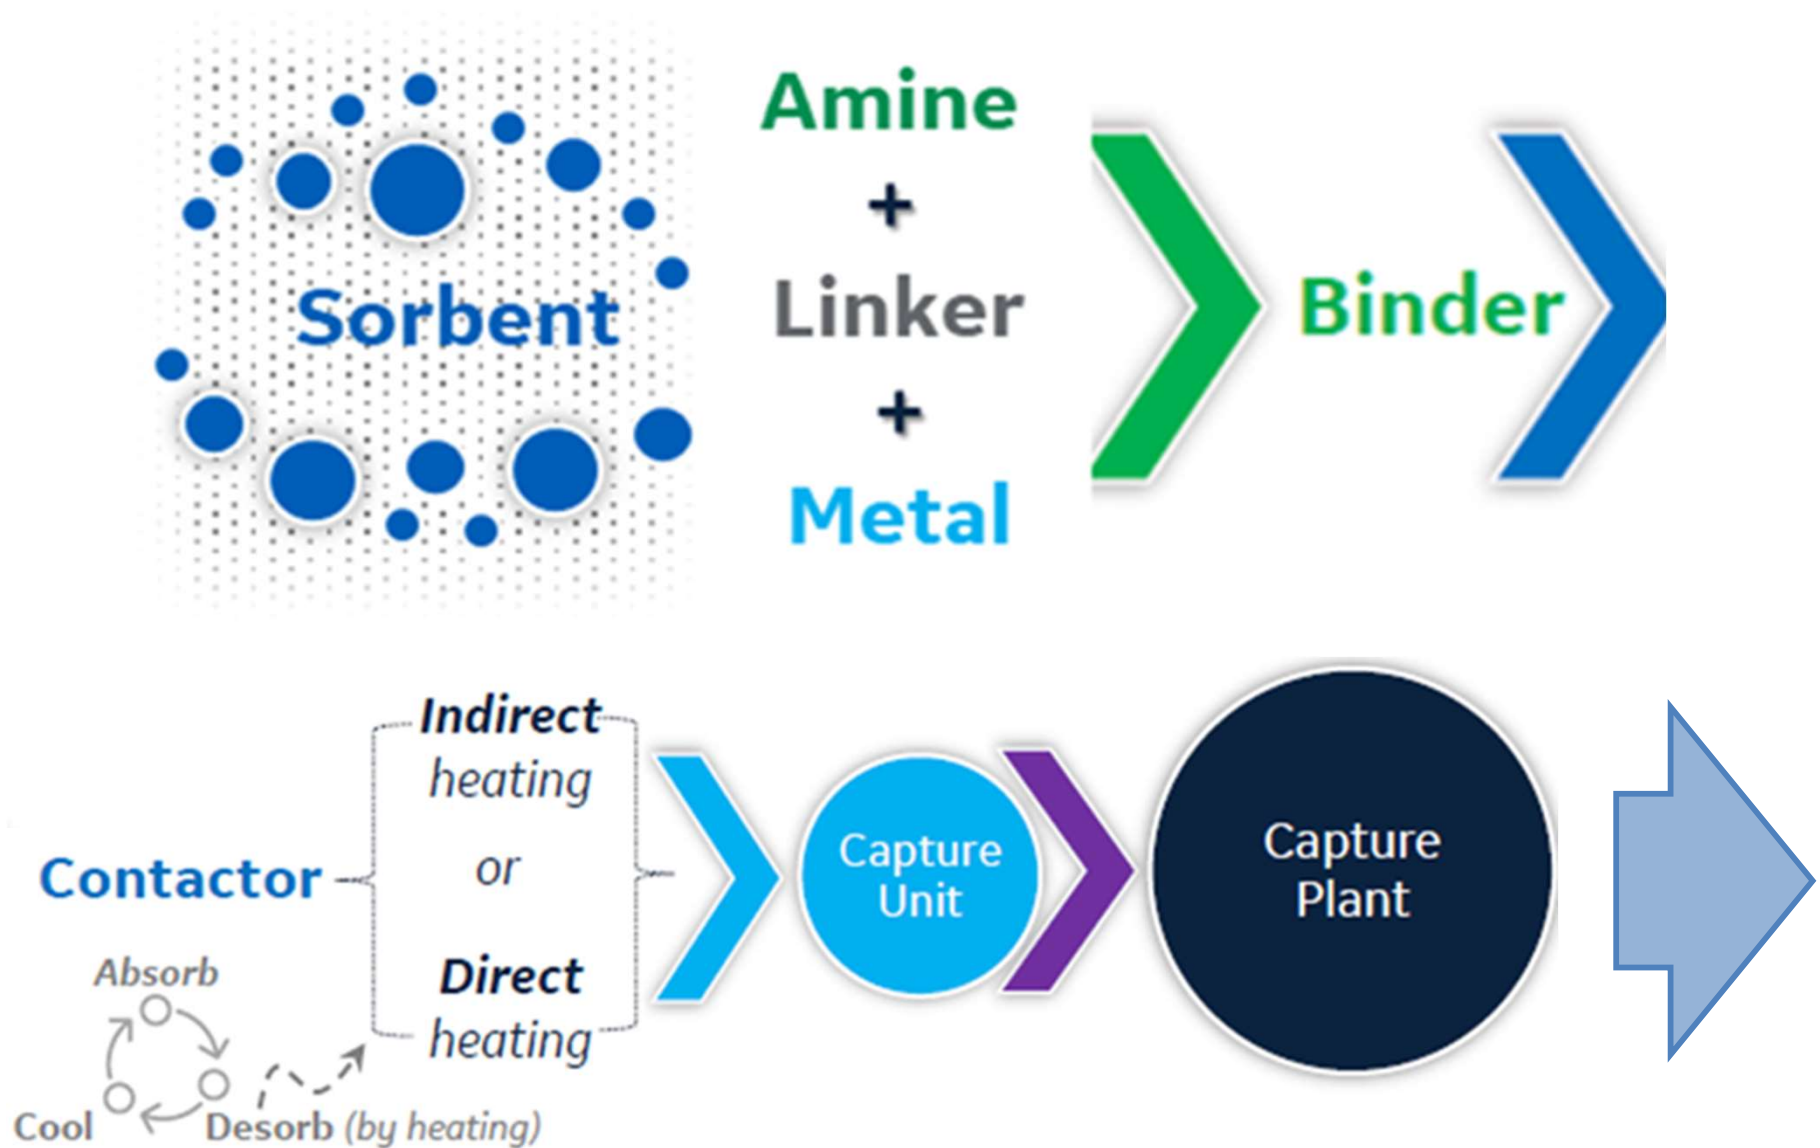 Sorbent
Amine
+
Linker
+
Metal
Binder
Contactor
Indirect
heating
or
Direct
heating
Absorb
Cool
Desorb (by heating)
Capture
Unit
Capture
Plant